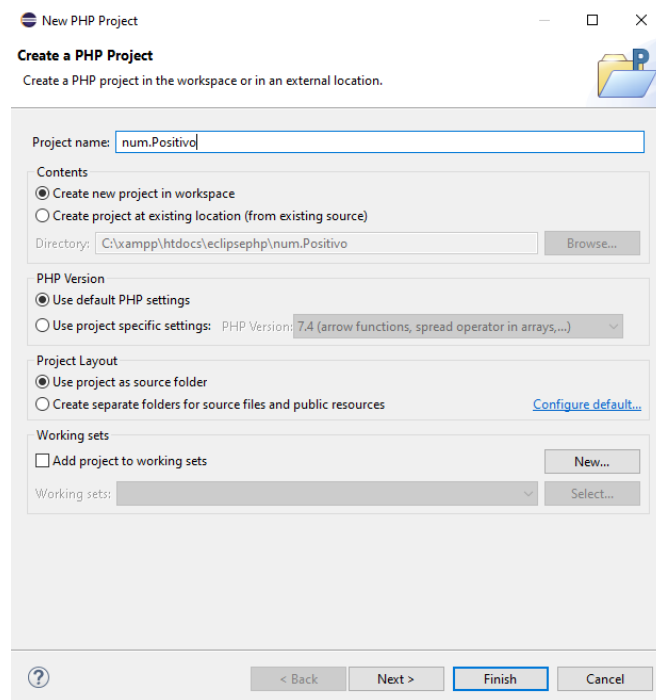 New PHP Project
Create a PHP Project
Create a PHP project in the workspace or in an external location.
P
Project name: num.Positivo
Contents
Create new project in workspace
Create project at existing location (from existing source)
Directory: C:\xampp\htdocs\eclipsephp\num.Positivo Browse...
PHP Version
Use default PHP settings
Use project specific settings: PHP Version: 7.4 (arrow functions, spread operator in arrays,...)
Project Layout
Use project as source folder
Create separate folders for source files and public resources Configure default...
Working sets
Add project to working sets New...
Working sets: Select...
? < Back Next > Finish Cancel